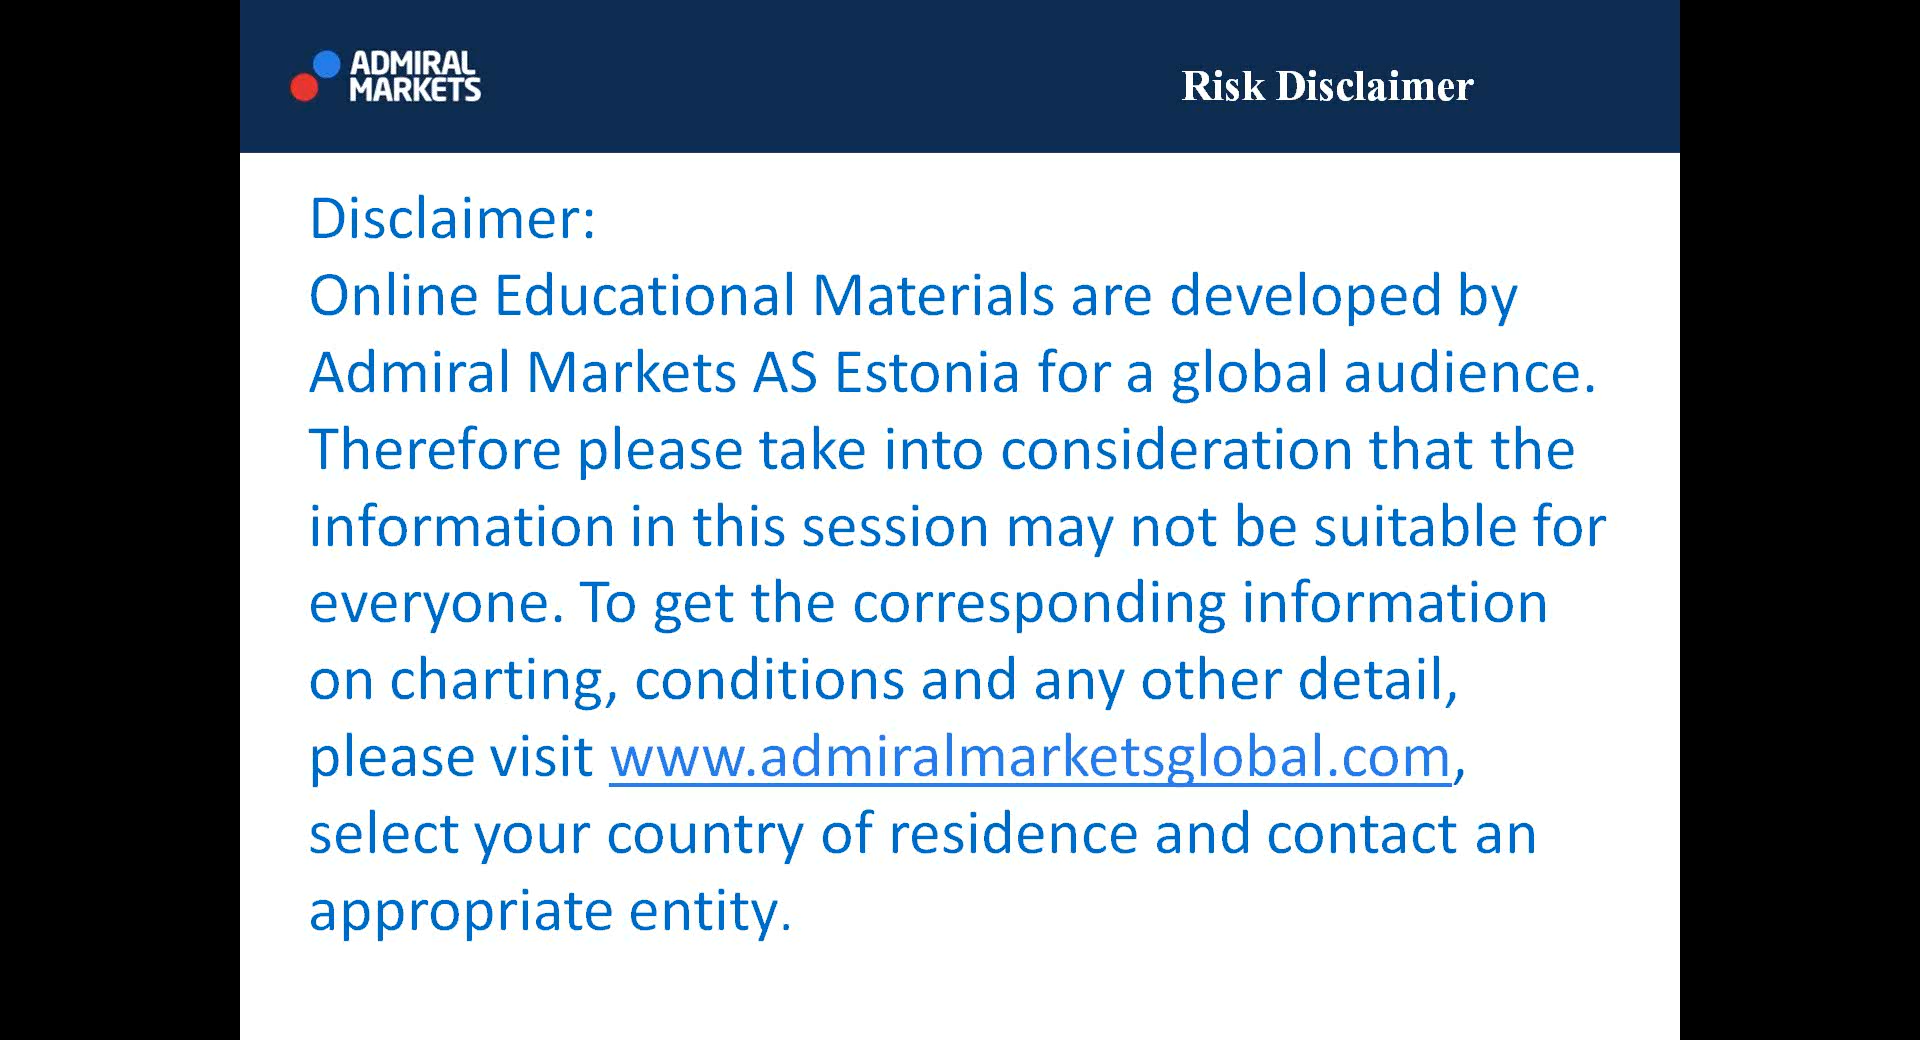 ADMIRAL
MARKETS
Risk Disclaimer
Disclaimer:
Online Educational Materials are developed by
Admiral Markets AS Estonia for a global audience.
Therefore please take into consideration that the
information in this session may not be suitable for
everyone. To get the corresponding information
on charting, conditions and any other detail,
please visit www.admiralmarketsglobal.com,
select your country of residence and contact an
appropriate entity.